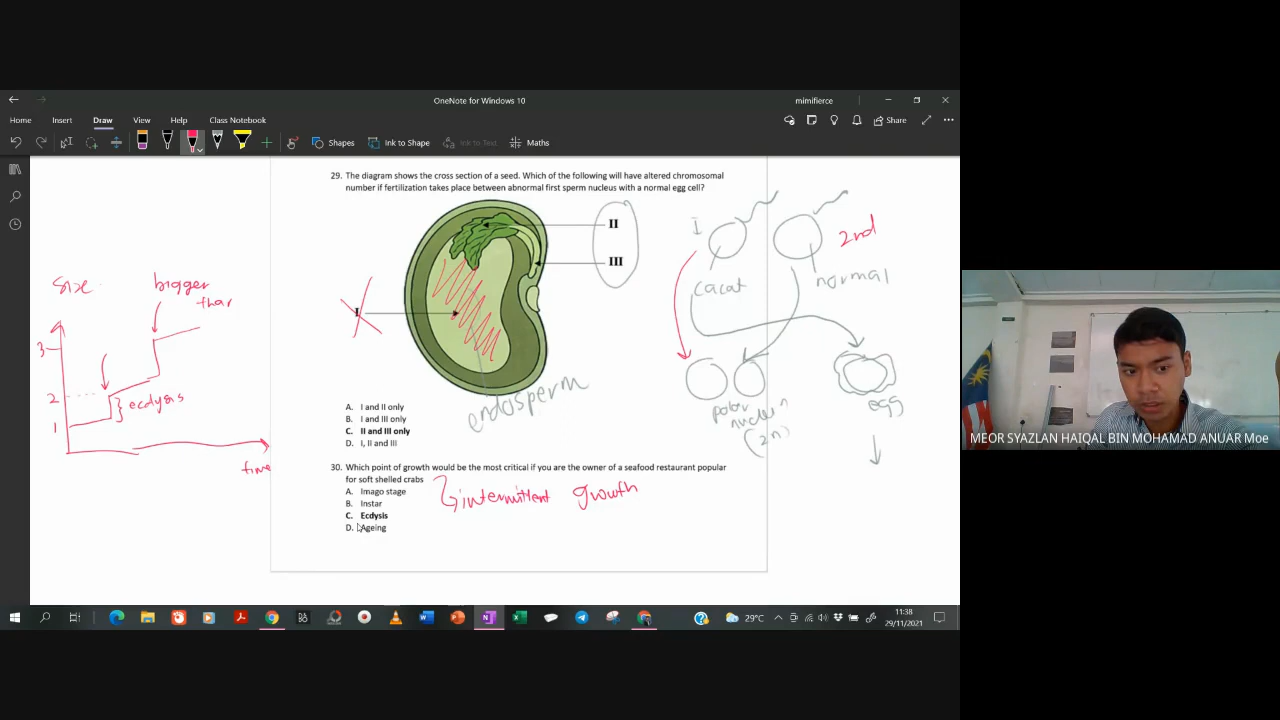 OneNote for Windows 10
mimifierce
Home Insert Draw View Help Class Notebook
Share
Shapes
Ink to Shape
Ink to Text
Maths
29. The diagram shows the cross section of a seed. Which of the following will have altered chromosomal
number if fertilization takes place between abnormal first sperm nucleus with a normal egg cell?
II
III
I
A. I and II only
B. I and III only
C. II and III only
D. I, II and III
endosperm
30. Which point of growth would be the most critical if you are the owner of a seafood restaurant popular
for soft shelled crabs
A. Imago stage
B. Instar
C. Ecdysis
D. Ageing
intermittent growth
size
bigger
than
3
2
1
ecdysis
time
I
2nd
cacat
normal
polar
nuclei n
(2n)
egg
MEOR SYAZLAN HAIQAL BIN MOHAMAD ANUAR Moe
29°C
11:38
29/11/2021